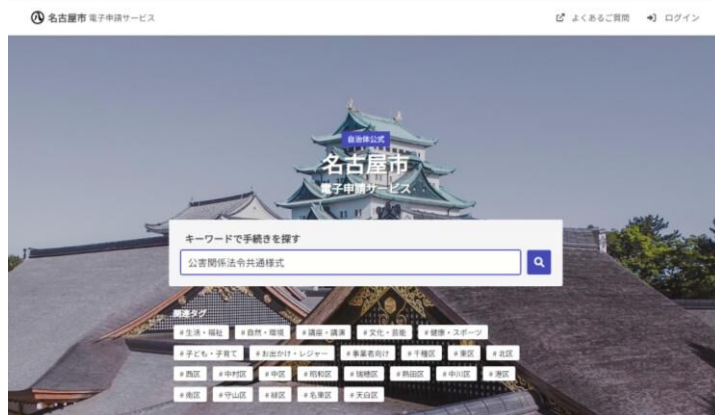 名古屋市 電子申請サービス
よくあるご質問 ログイン
自治体公式
名古屋市
電子申請サービス
キーワードで手続きを探す
公害関係法令共通様式
関連タグ
#生活・福祉 #自然・環境 #講座・講演 #文化・芸能 #健康・スポーツ
#子ども・子育て #お出かけ・レジャー #事業者向け #千種区 #東区 #北区
#西区 #中村区 #中区 #昭和区 #瑞穂区 #熱田区 #中川区 #港区
#南区 #守山区 #緑区 #名東区 #天白区